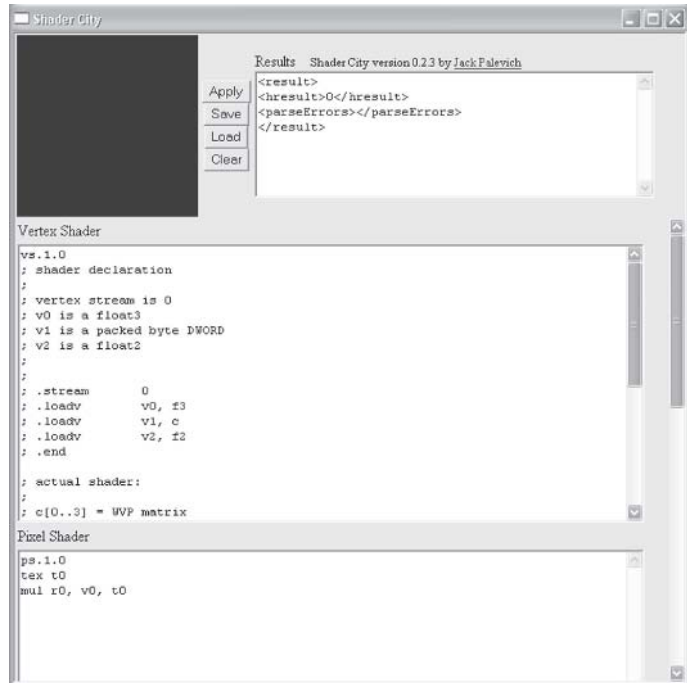 Shader City
Results Shader City version 0.2.3 by Jack Palevich
Apply
Save
Load
Clear
<result>
<hresult>0</hresult>
<parseErrors></parseErrors>
</result>
Vertex Shader
vs.1.0
; shader declaration
;
; vertex stream is 0
; v0 is a float3
; v1 is a packed byte DWORD
; v2 is a float2
;
;
; .stream 0
; .loadv v0, f3
; .loadv v1, c
; .loadv v2, f2
; .end
; actual shader:
;
; c[0..3] = WVP matrix
Pixel Shader
ps.1.0
tex t0
mul r0, v0, t0